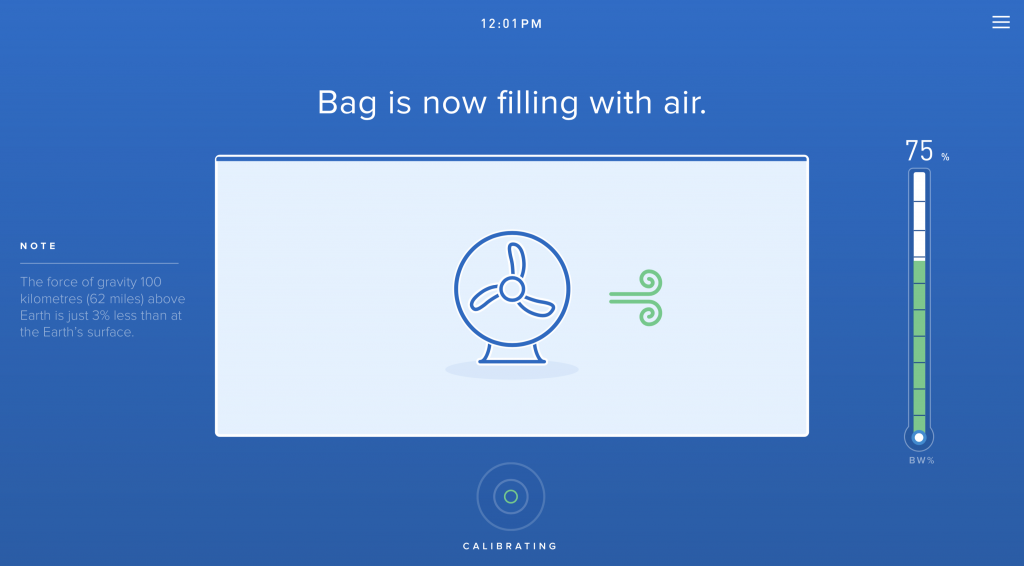 12:01PM
Bag is now filling with air.
75 %
NOTE
The force of gravity 100
kilometres (62 miles) above
Earth is just 3% less than at
the Earth's surface.
BW%
CALIBRATING